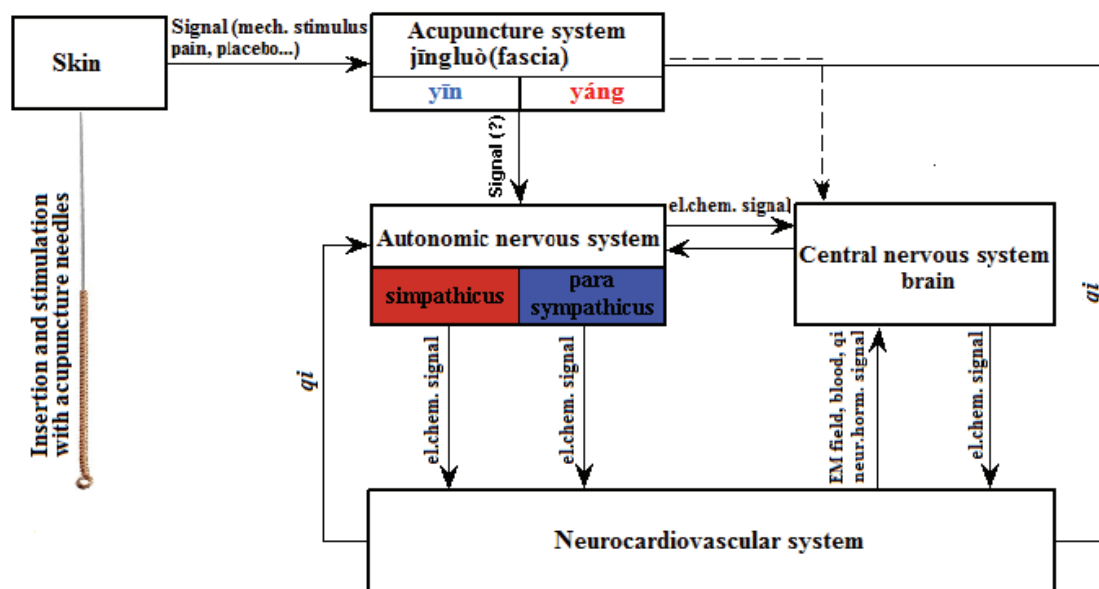 Skin
Signal (mech. stimulus
pain, placebo...)
Acupuncture system
jīngluò(fascia)
yīn
yáng
Signal (?)
Insertion and stimulation
with acupuncture needles
Autonomic nervous system
simpathicus
para
sympathicus
el.chem. signal
Central nervous system
brain
qi
qi
el.chem. signal
el.chem. signal
EM field, blood, qi
neur.horm. signal
el.chem. signal
Neurocardiovascular system